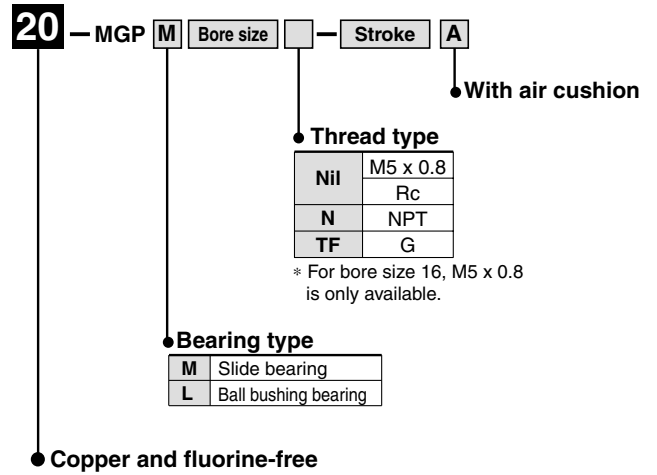 20 — MGP M Bore size — Stroke A
With air cushion
Thread type
Nil M5 x 0.8
Rc
N NPT
TF G
* For bore size 16, M5 x 0.8
is only available.
Bearing type
M Slide bearing
L Ball bushing bearing
Copper and fluorine-free